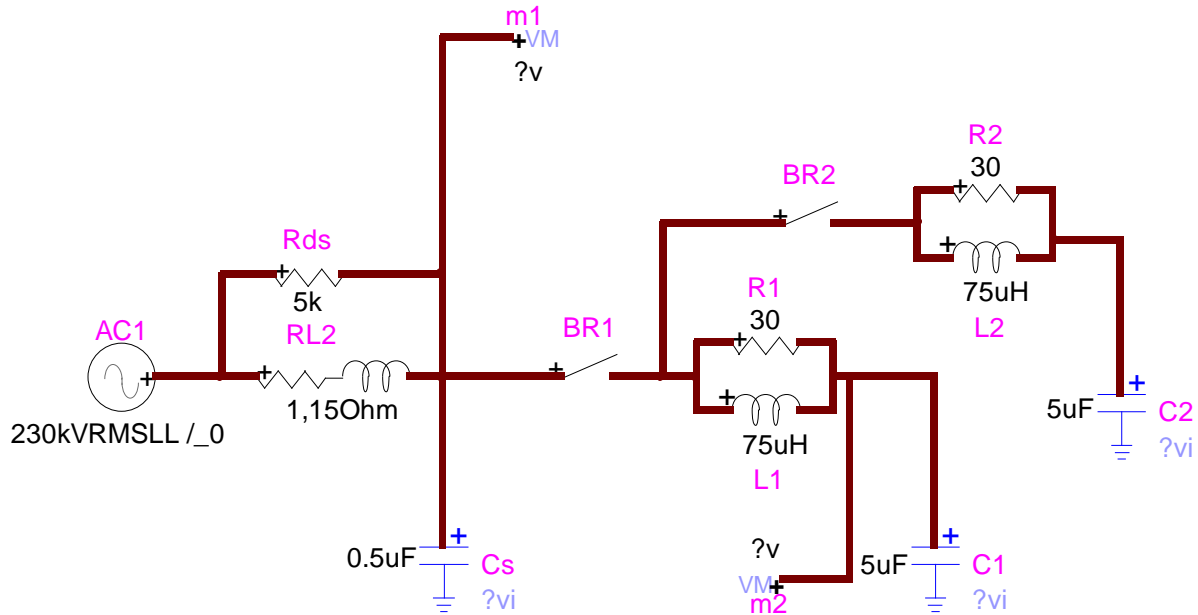 m1
+VM
?v
R2
+ 30
BR2
+
Rds
+
5k
+
75uH
L2
AC1
+
RL2
+
1,15Ohm
BR1
+
R1
+ 30
+
75uH
L1
230kVRMSLL /_0
+
5uF
C2
?vi
+
0.5uF
Cs
?vi
?v
VM+
m2
+
5uF
C1
?vi